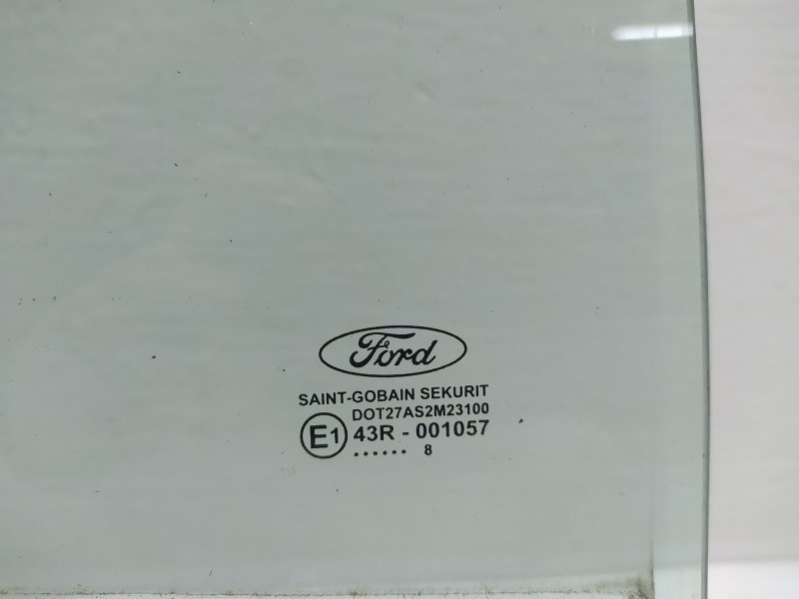 Ford
SAINT-GOBAIN SEKURIT
DOT27AS2M23100
E1 43R - 001057
...... 8